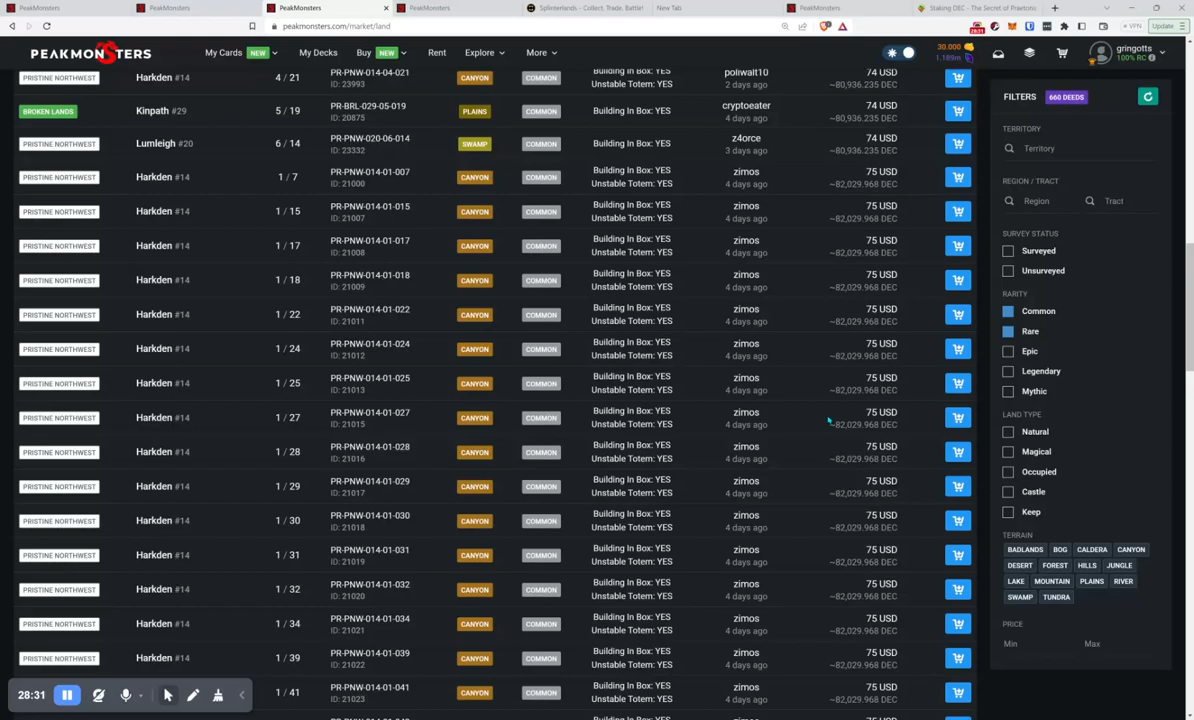 PeakMonsters
PeakMonsters
PeakMonsters
PeakMonsters
Splinterlands - Collect, Trade, Battle!
New Tab
PeakMonsters
Staking DEC - The Secret of Praetoria
peakmonsters.com/market/land
28:31
VPN
Update
PEAKMONSTERS
My Cards NEW
My Decks
Buy NEW
Rent
Explore
More
30.000
1.189m
gringotts
100% RC
PRISTINE NORTHWEST Harkden #14 4 / 21 PR-PNW-014-04-021 CANYON COMMON Building In Box: YES poliwalt10 74 USD
ID: 23993 Unstable Totem: YES 2 days ago ~80,936.235 DEC
BROKEN LANDS Kinpath #29 5 / 19 PR-BRL-029-05-019 PLAINS COMMON Building In Box: YES cryptoeater 74 USD
ID: 20875 4 days ago ~80,936.235 DEC
PRISTINE NORTHWEST Lumleigh #20 6 / 14 PR-PNW-020-06-014 SWAMP COMMON Building In Box: YES z4orce 74 USD
ID: 23332 3 days ago ~80,936.235 DEC
PRISTINE NORTHWEST Harkden #14 1 / 7 PR-PNW-014-01-007 CANYON COMMON Building In Box: YES zimos 75 USD
ID: 21000 Unstable Totem: YES 4 days ago ~82,029.968 DEC
PRISTINE NORTHWEST Harkden #14 1 / 15 PR-PNW-014-01-015 CANYON COMMON Building In Box: YES zimos 75 USD
ID: 21007 Unstable Totem: YES 4 days ago ~82,029.968 DEC
PRISTINE NORTHWEST Harkden #14 1 / 17 PR-PNW-014-01-017 CANYON COMMON Building In Box: YES zimos 75 USD
ID: 21008 Unstable Totem: YES 4 days ago ~82,029.968 DEC
PRISTINE NORTHWEST Harkden #14 1 / 18 PR-PNW-014-01-018 CANYON COMMON Building In Box: YES zimos 75 USD
ID: 21009 Unstable Totem: YES 4 days ago ~82,029.968 DEC
PRISTINE NORTHWEST Harkden #14 1 / 22 PR-PNW-014-01-022 CANYON COMMON Building In Box: YES zimos 75 USD
ID: 21011 Unstable Totem: YES 4 days ago ~82,029.968 DEC
PRISTINE NORTHWEST Harkden #14 1 / 24 PR-PNW-014-01-024 CANYON COMMON Building In Box: YES zimos 75 USD
ID: 21012 Unstable Totem: YES 4 days ago ~82,029.968 DEC
PRISTINE NORTHWEST Harkden #14 1 / 25 PR-PNW-014-01-025 CANYON COMMON Building In Box: YES zimos 75 USD
ID: 21013 Unstable Totem: YES 4 days ago ~82,029.968 DEC
PRISTINE NORTHWEST Harkden #14 1 / 27 PR-PNW-014-01-027 CANYON COMMON Building In Box: YES zimos 75 USD
ID: 21015 Unstable Totem: YES 4 days ago ~82,029.968 DEC
PRISTINE NORTHWEST Harkden #14 1 / 28 PR-PNW-014-01-028 CANYON COMMON Building In Box: YES zimos 75 USD
ID: 21016 Unstable Totem: YES 4 days ago ~82,029.968 DEC
PRISTINE NORTHWEST Harkden #14 1 / 29 PR-PNW-014-01-029 CANYON COMMON Building In Box: YES zimos 75 USD
ID: 21017 Unstable Totem: YES 4 days ago ~82,029.968 DEC
PRISTINE NORTHWEST Harkden #14 1 / 30 PR-PNW-014-01-030 CANYON COMMON Building In Box: YES zimos 75 USD
ID: 21018 Unstable Totem: YES 4 days ago ~82,029.968 DEC
PRISTINE NORTHWEST Harkden #14 1 / 31 PR-PNW-014-01-031 CANYON COMMON Building In Box: YES zimos 75 USD
ID: 21019 Unstable Totem: YES 4 days ago ~82,029.968 DEC
PRISTINE NORTHWEST Harkden #14 1 / 32 PR-PNW-014-01-032 CANYON COMMON Building In Box: YES zimos 75 USD
ID: 21020 Unstable Totem: YES 4 days ago ~82,029.968 DEC
PRISTINE NORTHWEST Harkden #14 1 / 34 PR-PNW-014-01-034 CANYON COMMON Building In Box: YES zimos 75 USD
ID: 21021 Unstable Totem: YES 4 days ago ~82,029.968 DEC
PRISTINE NORTHWEST Harkden #14 1 / 39 PR-PNW-014-01-039 CANYON COMMON Building In Box: YES zimos 75 USD
ID: 21022 Unstable Totem: YES 4 days ago ~82,029.968 DEC
Harkden #14 1 / 41 PR-PNW-014-01-041 CANYON COMMON Building In Box: YES zimos 75 USD
ID: 21023 Unstable Totem: YES 4 days ago ~82,029.968 DEC
FILTERS 660 DEEDS
TERRITORY
Territory
REGION / TRACT
Region Tract
SURVEY STATUS
Surveyed
Unsurveyed
RARITY
Common
Rare
Epic
Legendary
Mythic
LAND TYPE
Natural
Magical
Occupied
Castle
Keep
TERRAIN
BADLANDS BOG CALDERA CANYON
DESERT FOREST HILLS JUNGLE
LAKE MOUNTAIN PLAINS RIVER
SWAMP TUNDRA
PRICE
Min Max
28:31